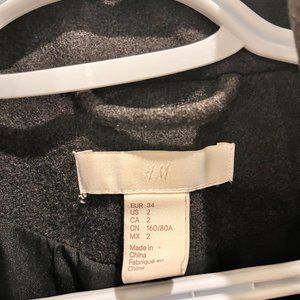 H&M
EUR 34
US 2
CA 2
CN 160/80A
MX 2
Made in
China
Fabriqué en
Chine